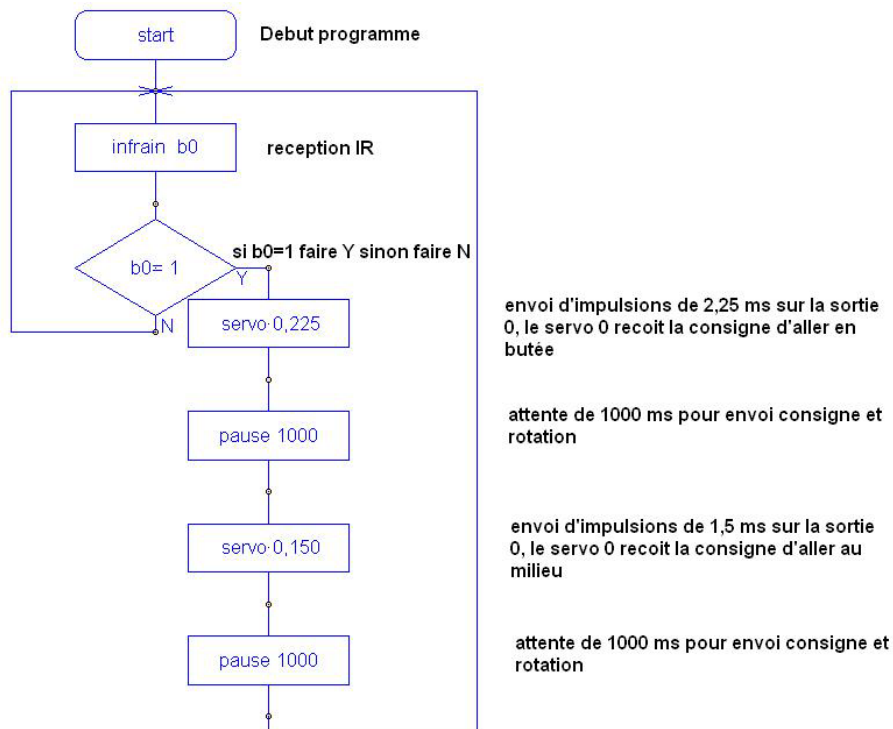 start
Debut programme
infrain b0
reception IR
si b0=1 faire Y sinon faire N
b0= 1
Y
N
servo 0,225
envoi d'impulsions de 2,25 ms sur la sortie
0, le servo 0 recoit la consigne d'aller en
butée
pause 1000
attente de 1000 ms pour envoi consigne et
rotation
servo 0,150
envoi d'impulsions de 1,5 ms sur la sortie
0, le servo 0 recoit la consigne d'aller au
milieu
pause 1000
attente de 1000 ms pour envoi consigne et
rotation